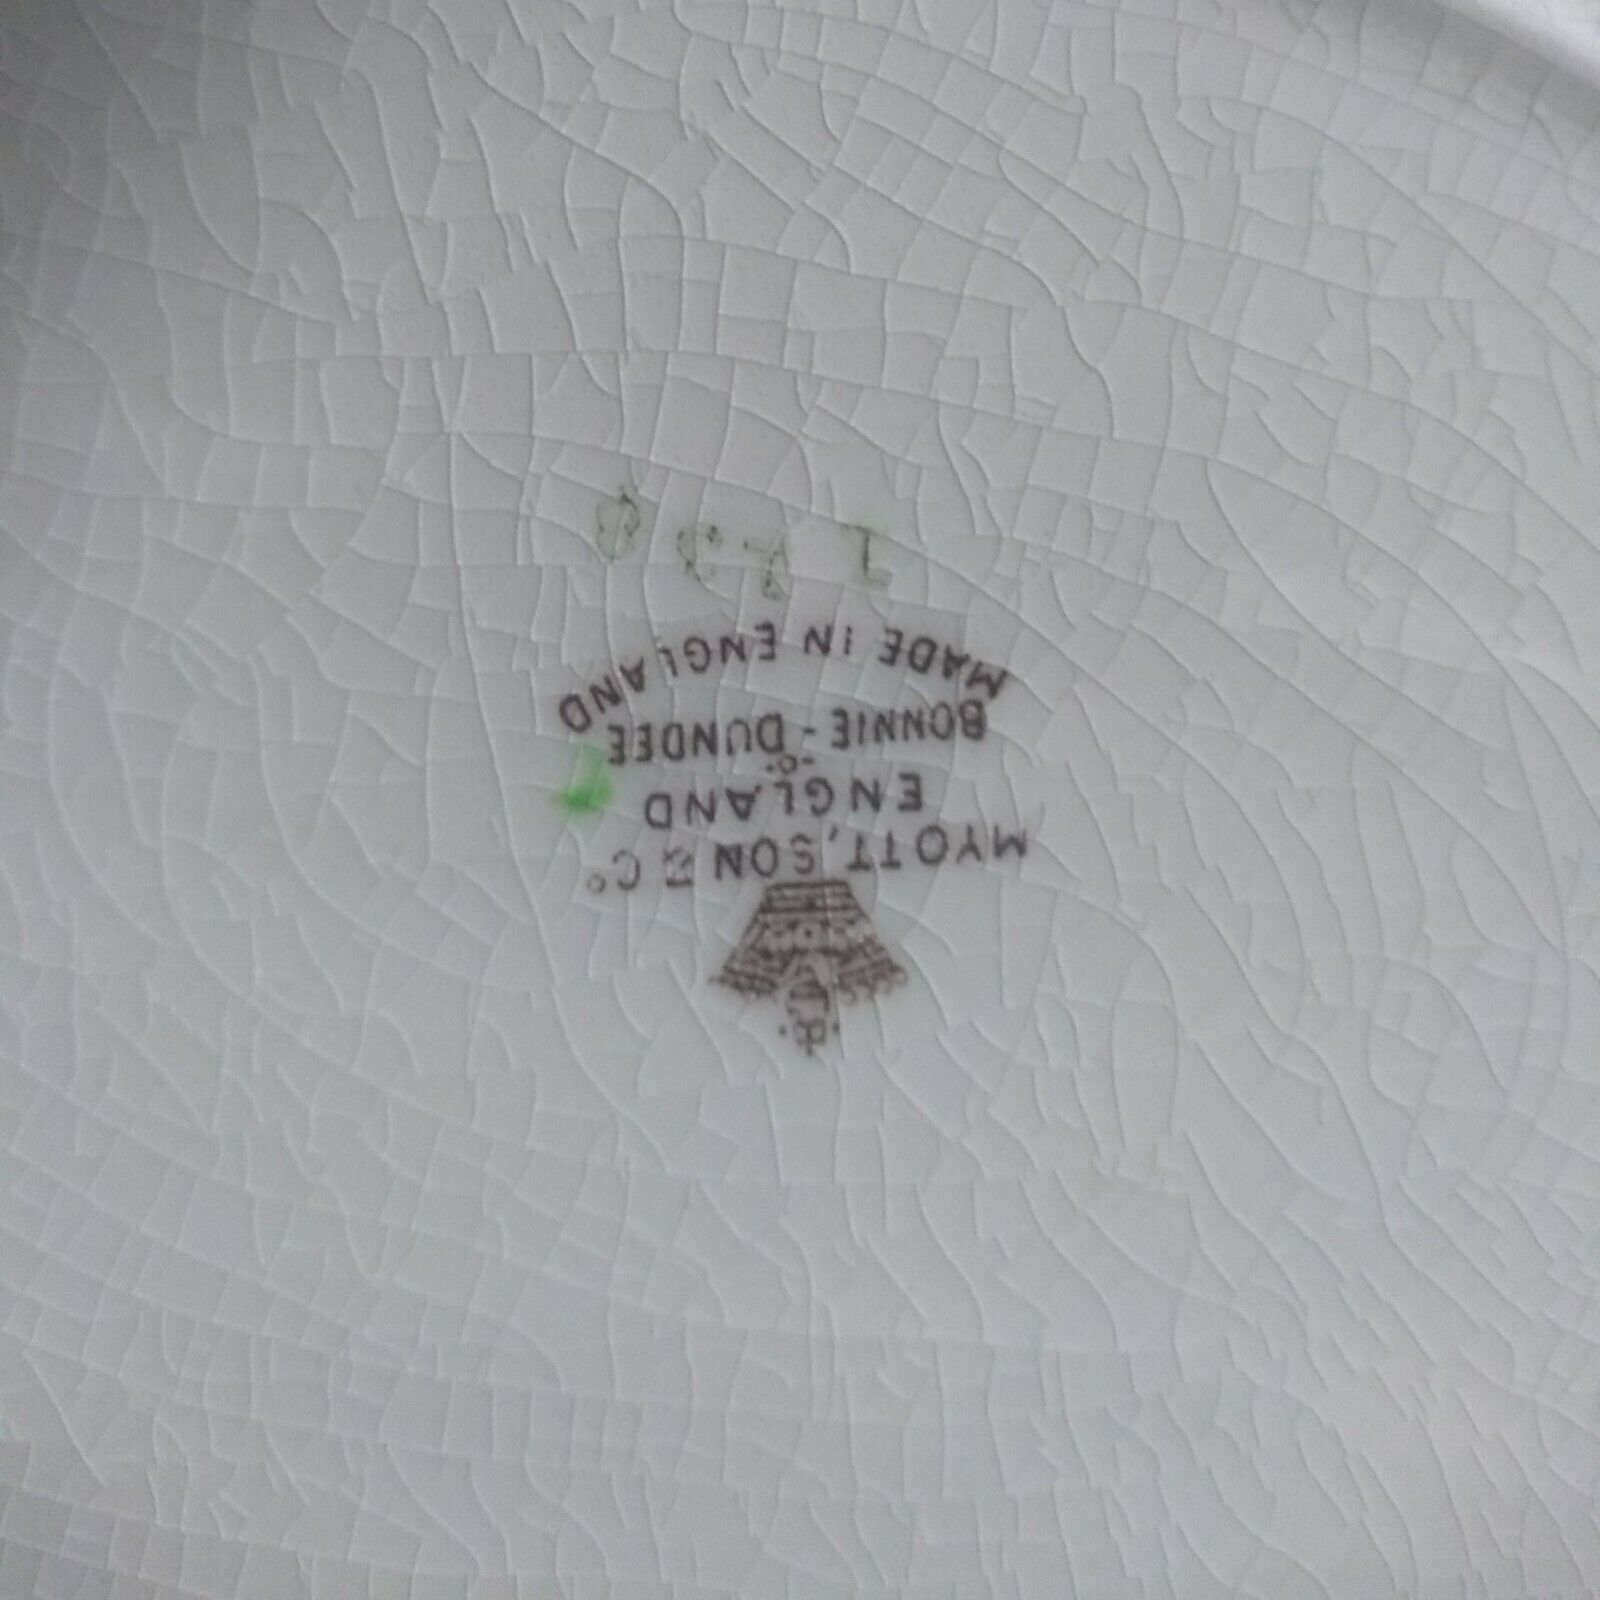 MYOTT, SON & Cº
ENGLAND
BONNIE-DUNDEE
MADE IN ENGLAND